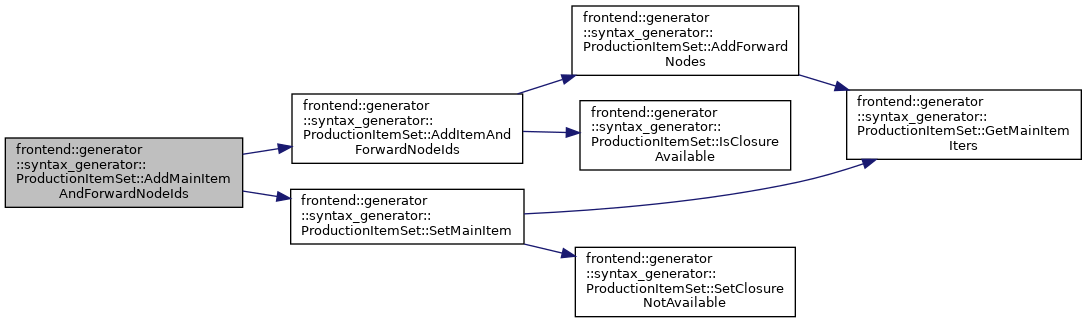 frontend::generator
::syntax_generator::
ProductionItemSet::AddMainItem
AndForwardNodeIds
frontend::generator
::syntax_generator::
ProductionItemSet::AddItemAnd
ForwardNodeIds
frontend::generator
::syntax_generator::
ProductionItemSet::AddForward
Nodes
frontend::generator
::syntax_generator::
ProductionItemSet::GetMainItem
Iters
frontend::generator
::syntax_generator::
ProductionItemSet::IsClosure
Available
frontend::generator
::syntax_generator::
ProductionItemSet::SetMainItem
frontend::generator
::syntax_generator::
ProductionItemSet::SetClosure
NotAvailable